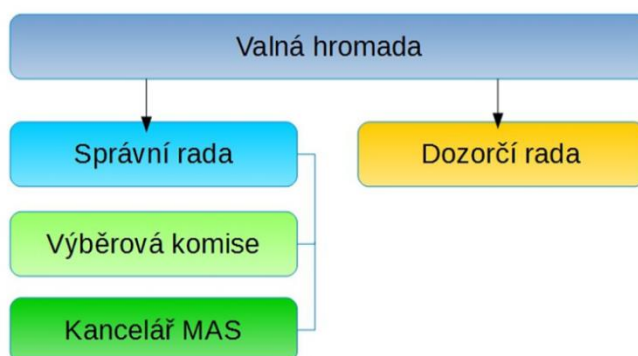 Valná hromada
Správní rada
Dozorčí rada
Výběrová komise
Kancelář MAS